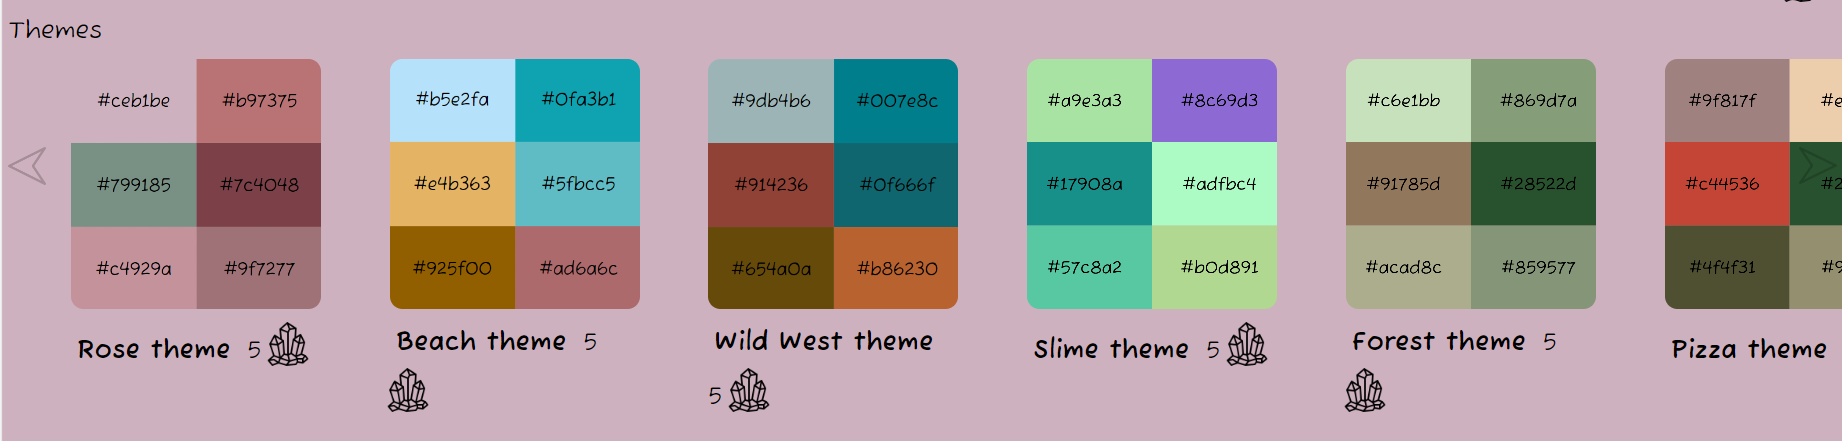 Themes
#ceb1be #b97375
#799185 #7c4048
#c4929a #9f7277
Rose theme 5
#b5e2fa #0fa3b1
#e4b363 #5fbcc5
#925f00 #ad6a6c
Beach theme 5
#9db4b6 #007e8c
#914236 #0f666f
#654a0a #b86230
Wild West theme
5
#a9e3a3 #8c69d3
#17908a #adfbc4
#57c8a2 #b0d891
Slime theme 5
#c6e1bb #869d7a
#91785d #28522d
#acad8c #859577
Forest theme 5
#9f817f #e
#c44536 #2
#4f4f31 #9
Pizza theme